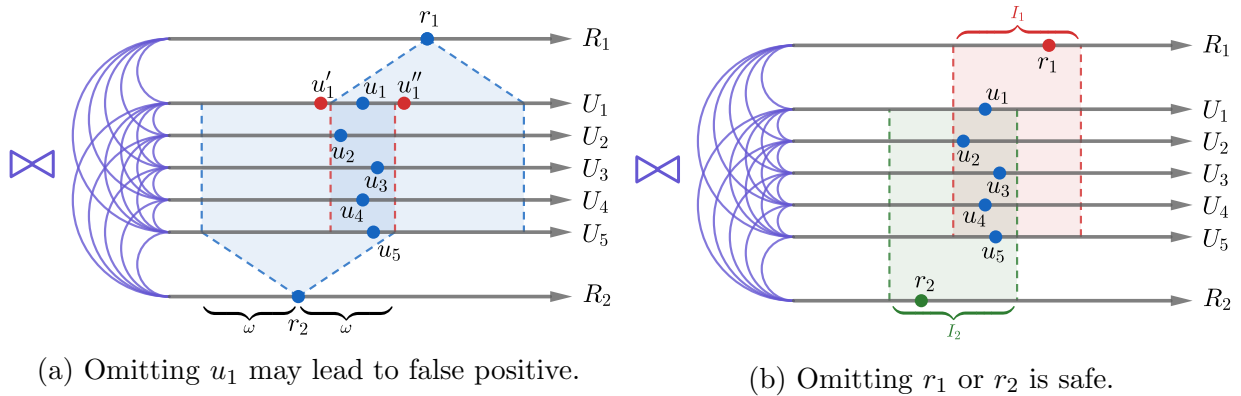 r₁
R₁
u′₁ u₁ u″₁
U₁
u₂
U₂
u₃
U₃
u₄
U₄
u₅
U₅
r₂
R₂
ω ω
⋈
(a) Omitting u₁ may lead to false positive.
I₁
r₁
R₁
u₁
U₁
u₂
U₂
u₃
U₃
u₄
U₄
u₅
U₅
r₂
R₂
I₂
⋈
(b) Omitting r₁ or r₂ is safe.